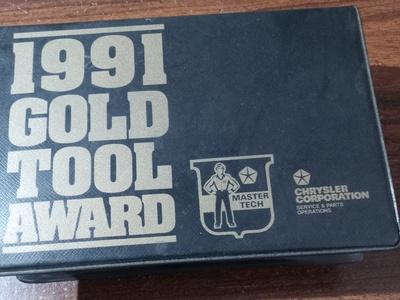 1991
GOLD
TOOL
AWARD
MASTER
TECH
CHRYSLER
CORPORATION
SERVICE & PARTS
OPERATIONS